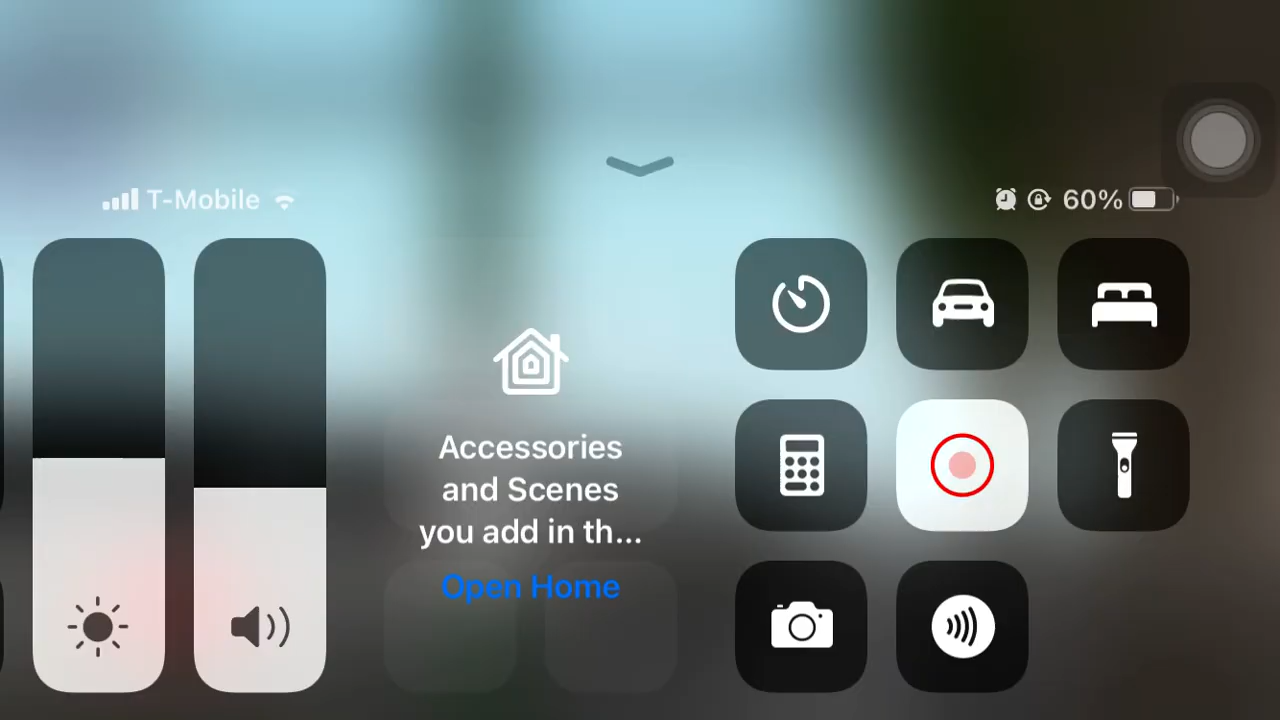 T-Mobile
60%
Accessories
and Scenes
you add in th...
Open Home